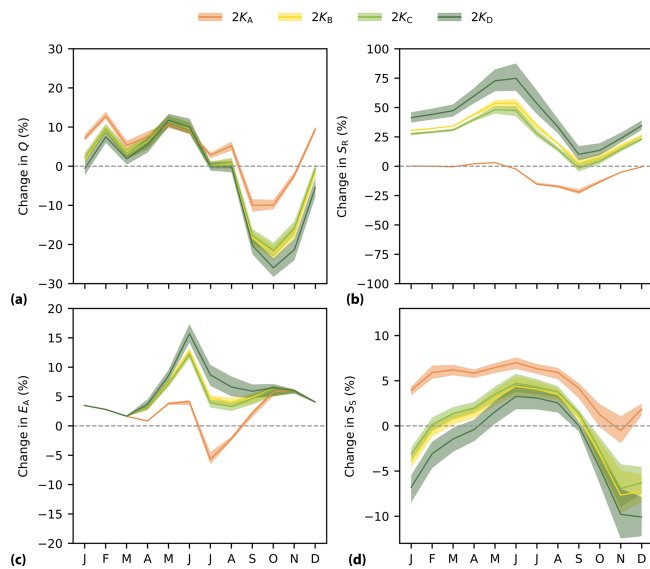 2K_A 2K_B 2K_C 2K_D
Change in Q (%)
30
20
10
0
−10
−20
−30
(a)
Change in S_R (%)
100
75
50
25
0
−25
−50
−75
−100
(b)
Change in E_A (%)
20
15
10
5
0
−5
−10
−15
−20
J F M A M J J A S O N D
(c)
Change in S_S (%)
10
5
0
−5
−10
J F M A M J J A S O N D
(d)